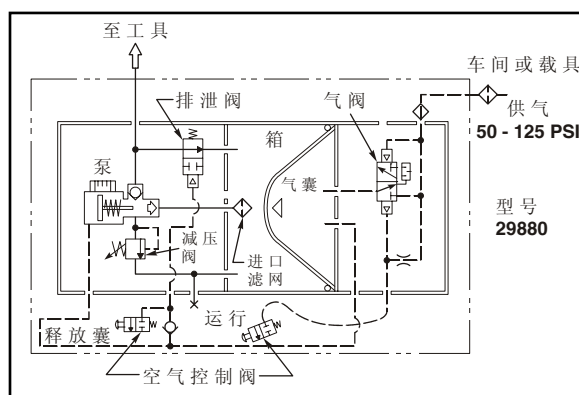 至工具
车间或载具
排泄阀
气阀
供气
50 - 125 PSI
箱
泵
气囊
型号
29880
减压
阀
进口
滤网
运行
释放囊
空气控制阀